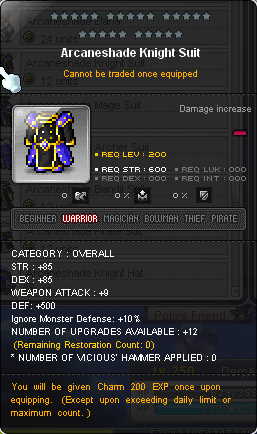 Arcaneshade Knight Suit
Cannot be traded once equipped
Damage increase
• REQ LEV : 200
• REQ STR : 600 • REQ LUK : 000
• REQ DEX : 000 • REQ INT : 000
0 0 % 0 %
BEGINNER WARRIOR MAGICIAN BOWMAN THIEF PIRATE
CATEGORY : OVERALL
STR : +85
DEX : +85
WEAPON ATTACK : +9
DEF: +500
Ignore Monster Defense: +10%
NUMBER OF UPGRADES AVAILABLE : +12
(Remaining Restoration Count: 0)
* NUMBER OF VICIOUS' HAMMER APPLIED : 0
You will be given Charm 200 EXP once upon
equipping. (Except upon exceeding daily limit or
maximum count. )